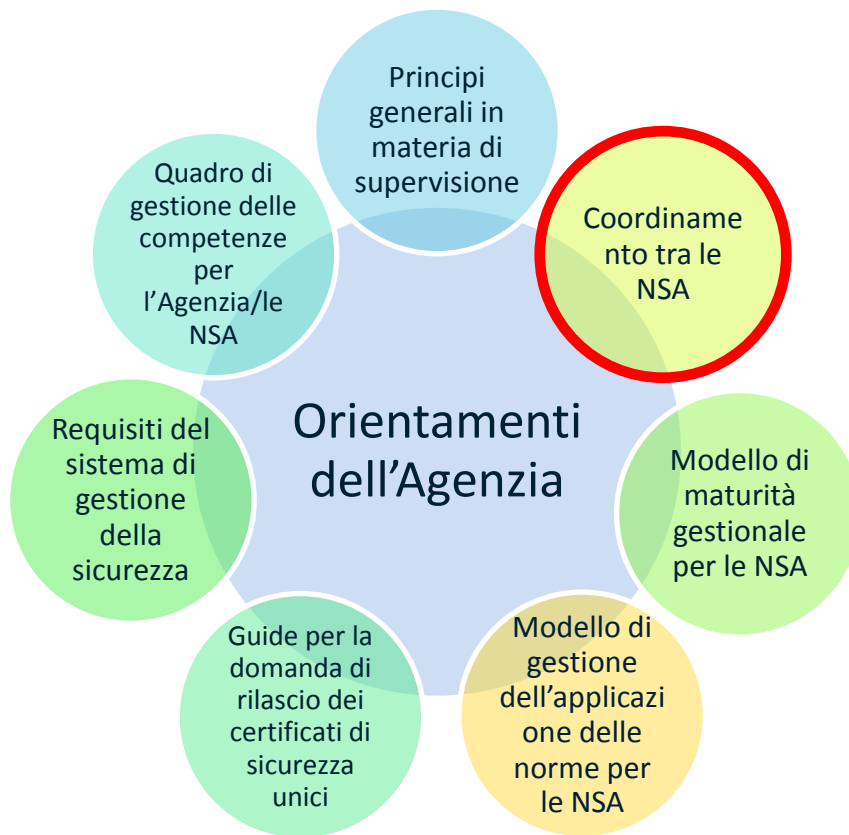 Principi
generali in
materia di
supervisione
Coordiname
nto tra le
NSA
Modello di
maturità
gestionale
per le NSA
Modello di
gestione
dell’applicazi
one delle
norme per
le NSA
Guide per la
domanda di
rilascio dei
certificati di
sicurezza
unici
Requisiti del
sistema di
gestione
della
sicurezza
Quadro di
gestione delle
competenze
per
l’Agenzia/le
NSA
Orientamenti
dell’Agenzia